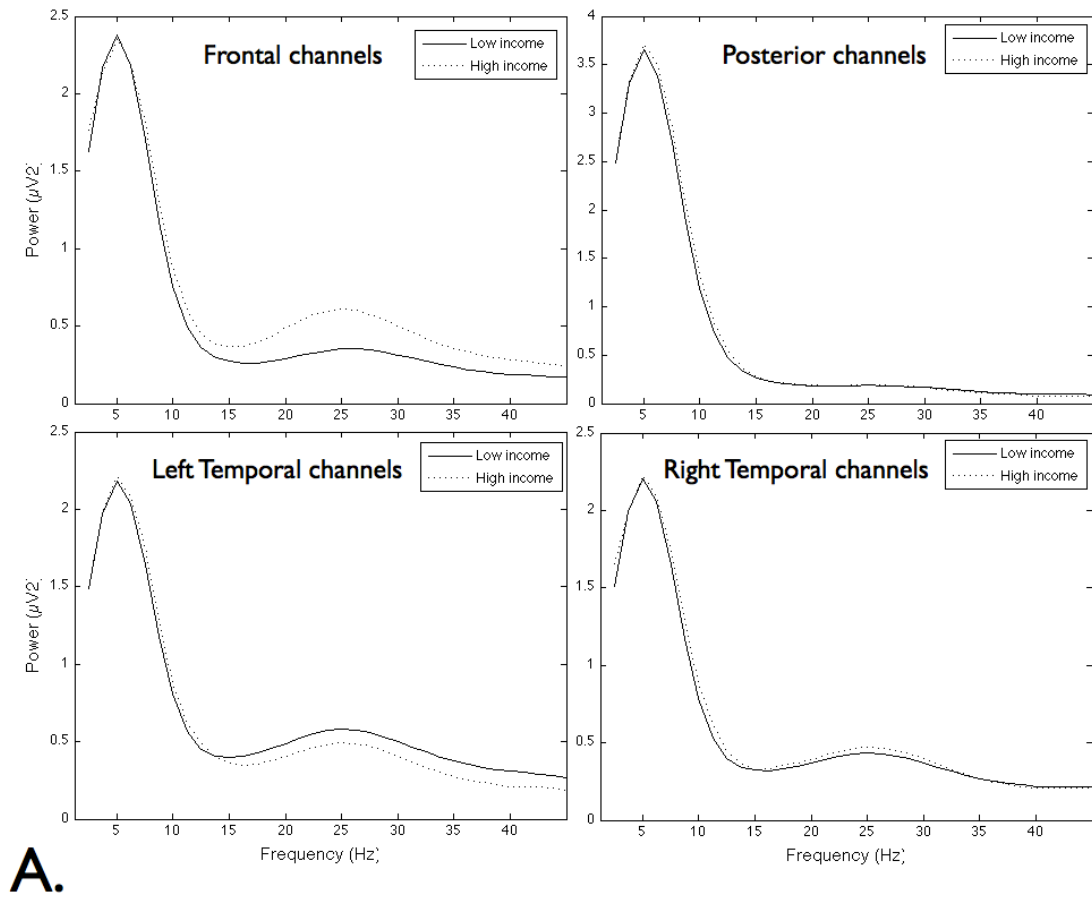 Frontal channels
Low income
High income
Power (µV2)
2.5
2
1.5
1
0.5
0
5 10 15 20 25 30 35 40
Posterior channels
Low income
High income
4
3.5
3
2.5
2
1.5
1
0.5
0
5 10 15 20 25 30 35 40
Left Temporal channels
Low income
High income
Power (µV2)
2.5
2
1.5
1
0.5
0
5 10 15 20 25 30 35 40
Frequency (Hz)
Right Temporal channels
Low income
High income
2.5
2
1.5
1
0.5
0
5 10 15 20 25 30 35 40
Frequency (Hz)
A.